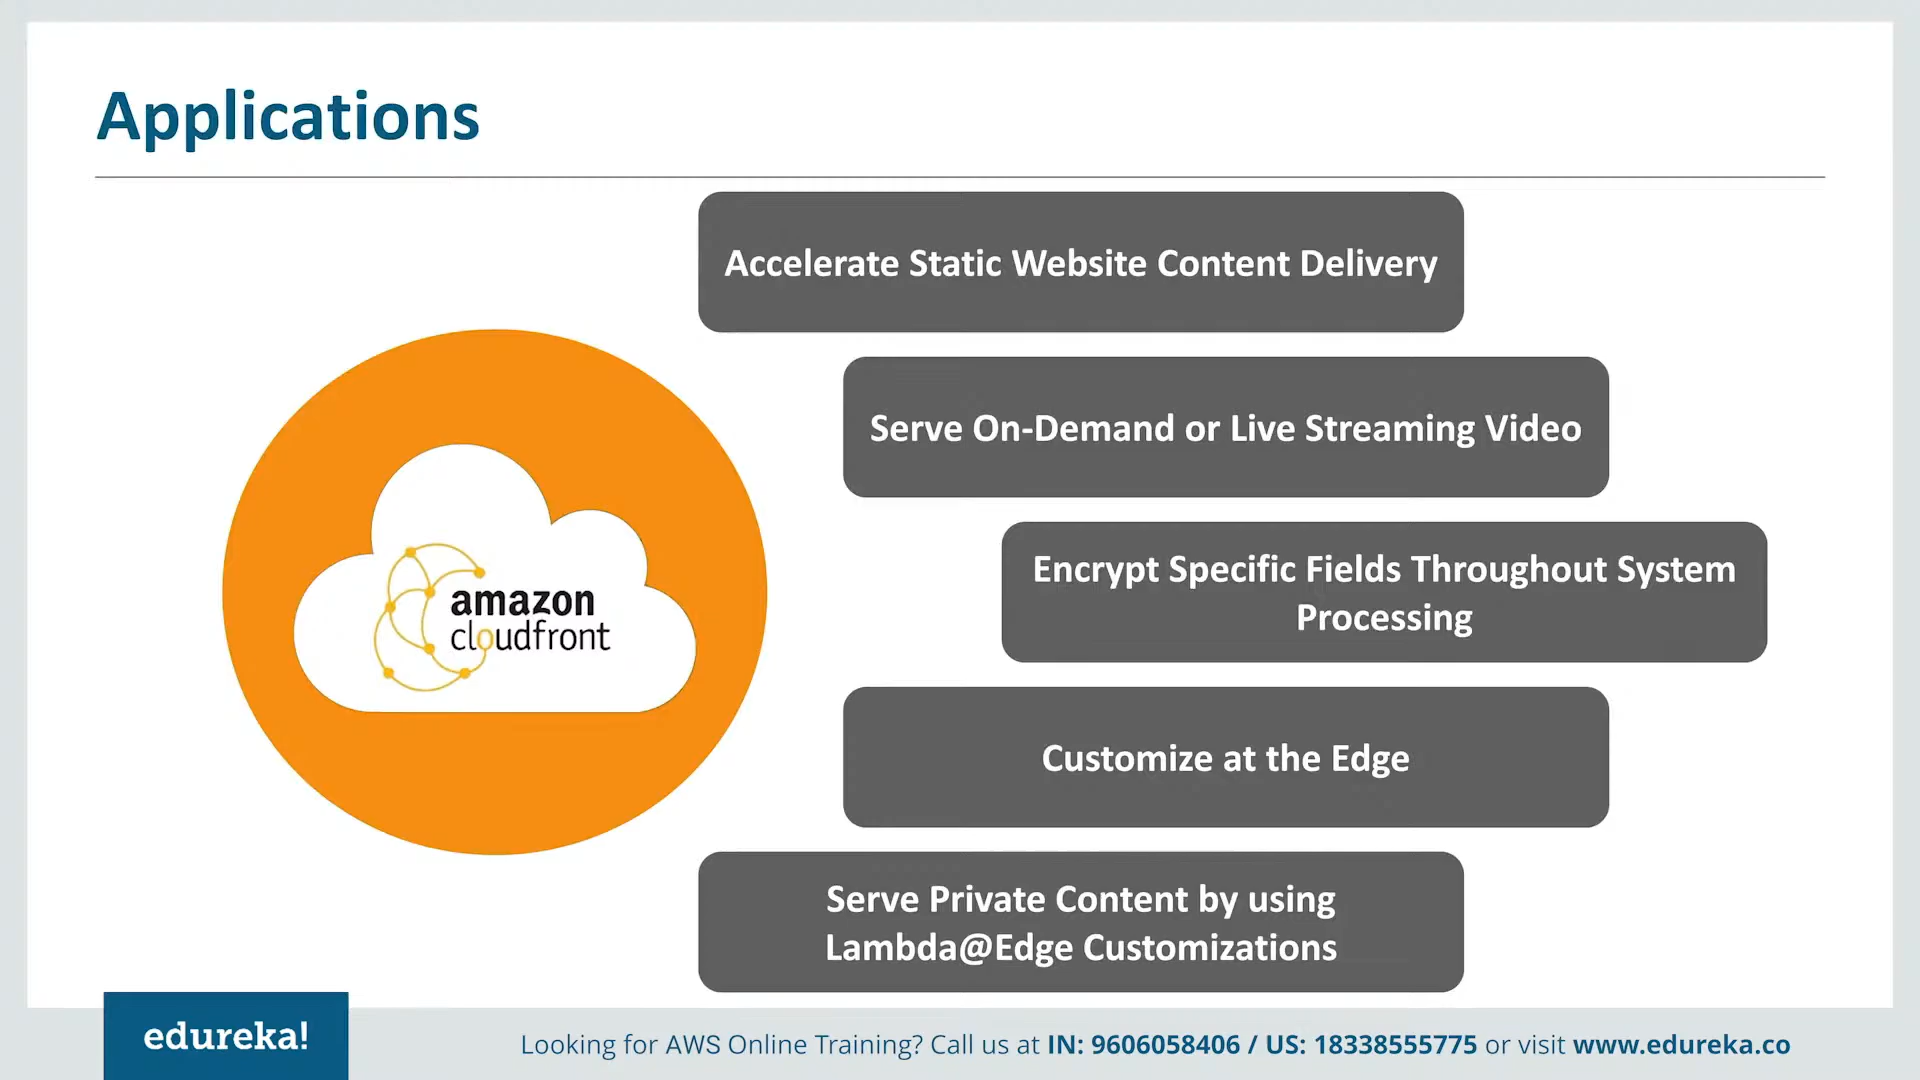 Applications
Accelerate Static Website Content Delivery
Serve On-Demand or Live Streaming Video
Encrypt Specific Fields Throughout System
Processing
amazon
cloudfront
Customize at the Edge
Serve Private Content by using
Lambda@Edge Customizations
edureka!
Looking for AWS Online Training? Call us at IN: 9606058406 / US: 18338555775 or visit www.edureka.co